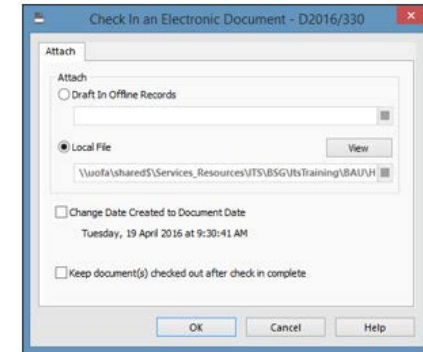 Check In an Electronic Document - D2016/330
Attach
Attach
Draft In Offline Records
Local File
View
\\uofa\shared$\Services_Resources\ITS\BSG\ItsTraining\BAU\H
Change Date Created to Document Date
Tuesday, 19 April 2016 at 9:30:41 AM
Keep document(s) checked out after check in complete
OK Cancel Help